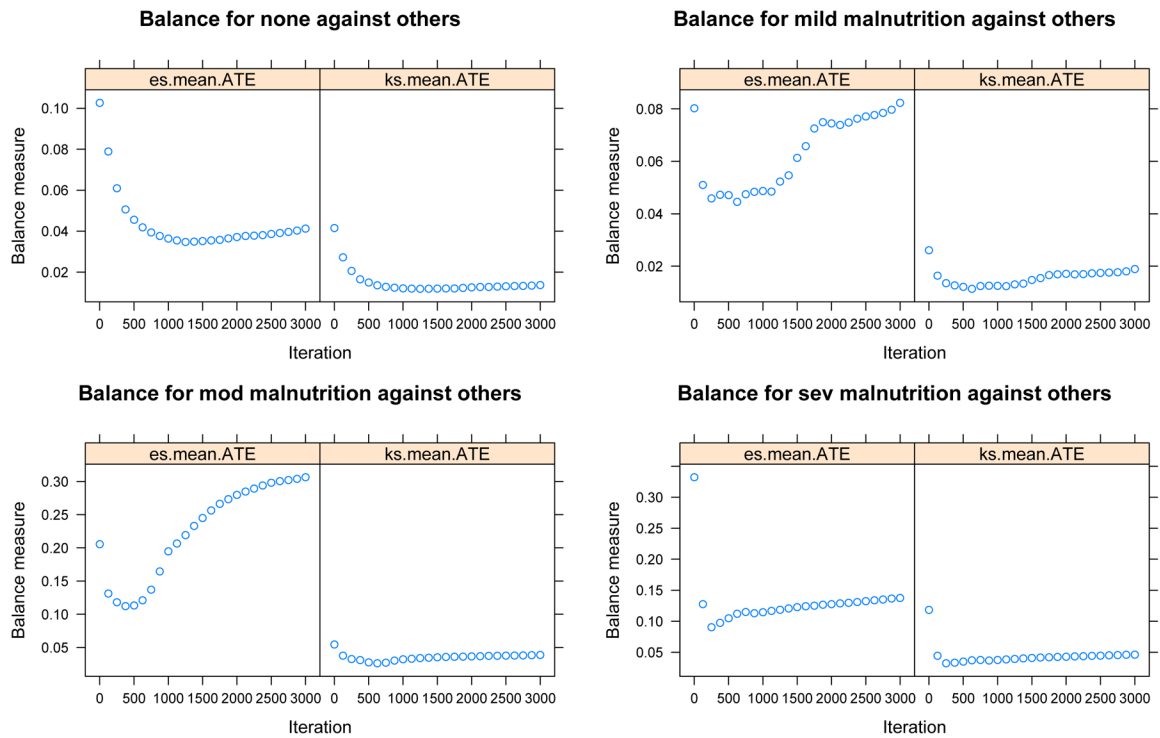 Balance for none against others
es.mean.ATE ks.mean.ATE
Balance measure
0.10
0.08
0.06
0.04
0.02
0 500 1000 1500 2000 2500 3000 0 500 1000 1500 2000 2500 3000
Iteration
Balance for mild malnutrition against others
es.mean.ATE ks.mean.ATE
Balance measure
0.08
0.06
0.04
0.02
0 500 1000 1500 2000 2500 3000 0 500 1000 1500 2000 2500 3000
Iteration
Balance for mod malnutrition against others
es.mean.ATE ks.mean.ATE
Balance measure
0.30
0.25
0.20
0.15
0.10
0.05
0 500 1000 1500 2000 2500 3000 0 500 1000 1500 2000 2500 3000
Iteration
Balance for sev malnutrition against others
es.mean.ATE ks.mean.ATE
Balance measure
0.30
0.25
0.20
0.15
0.10
0.05
0 500 1000 1500 2000 2500 3000 0 500 1000 1500 2000 2500 3000
Iteration